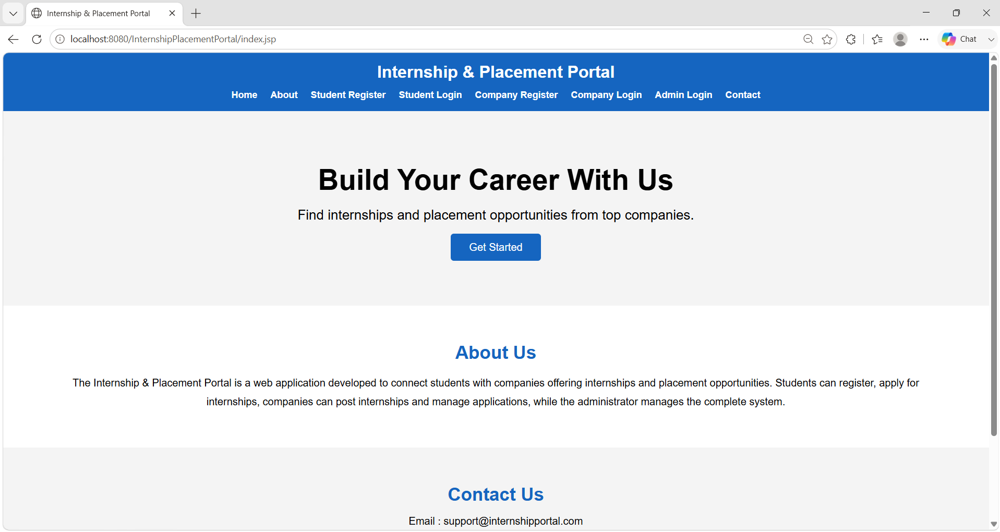 Internship & Placement Portal
localhost:8080/InternshipPlacementPortal/index.jsp
Chat
Internship & Placement Portal
Home About Student Register Student Login Company Register Company Login Admin Login Contact
Build Your Career With Us
Find internships and placement opportunities from top companies.
Get Started
About Us
The Internship & Placement Portal is a web application developed to connect students with companies offering internships and placement opportunities. Students can register, apply for
internships, companies can post internships and manage applications, while the administrator manages the complete system.
Contact Us
Email : support@internshipportal.com